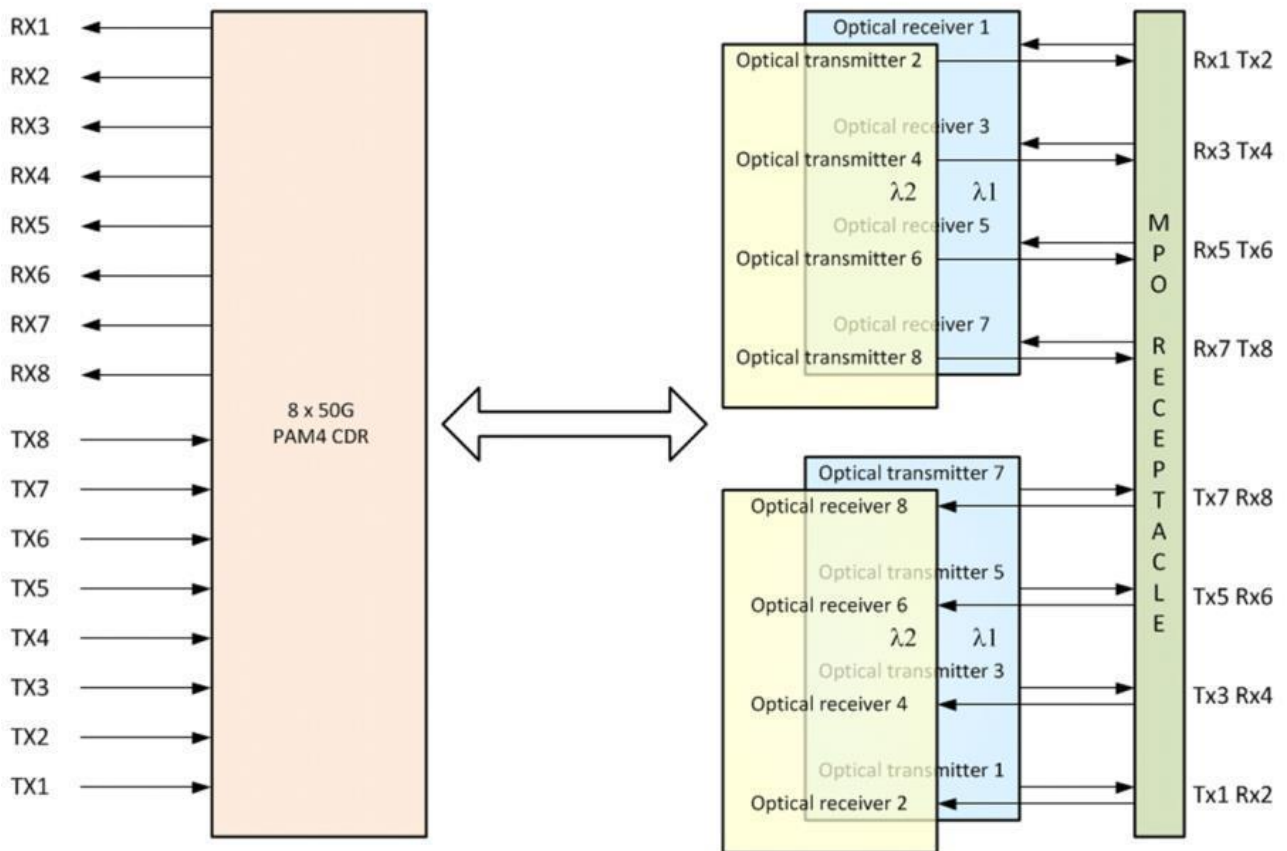 RX1
RX2
RX3
RX4
RX5
RX6
RX7
RX8
TX8
TX7
TX6
TX5
TX4
TX3
TX2
TX1
8 x 50G
PAM4 CDR
Optical receiver 1
Optical transmitter 2
Optical receiver 3
Optical transmitter 4
λ2 λ1
Optical receiver 5
Optical transmitter 6
Optical receiver 7
Optical transmitter 8
Optical transmitter 7
Optical receiver 8
Optical transmitter 5
Optical receiver 6
λ2 λ1
Optical transmitter 3
Optical receiver 4
Optical transmitter 1
Optical receiver 2
MPO RECEPTACLE
Rx1 Tx2
Rx3 Tx4
Rx5 Tx6
Rx7 Tx8
Tx7 Rx8
Tx5 Rx6
Tx3 Rx4
Tx1 Rx2